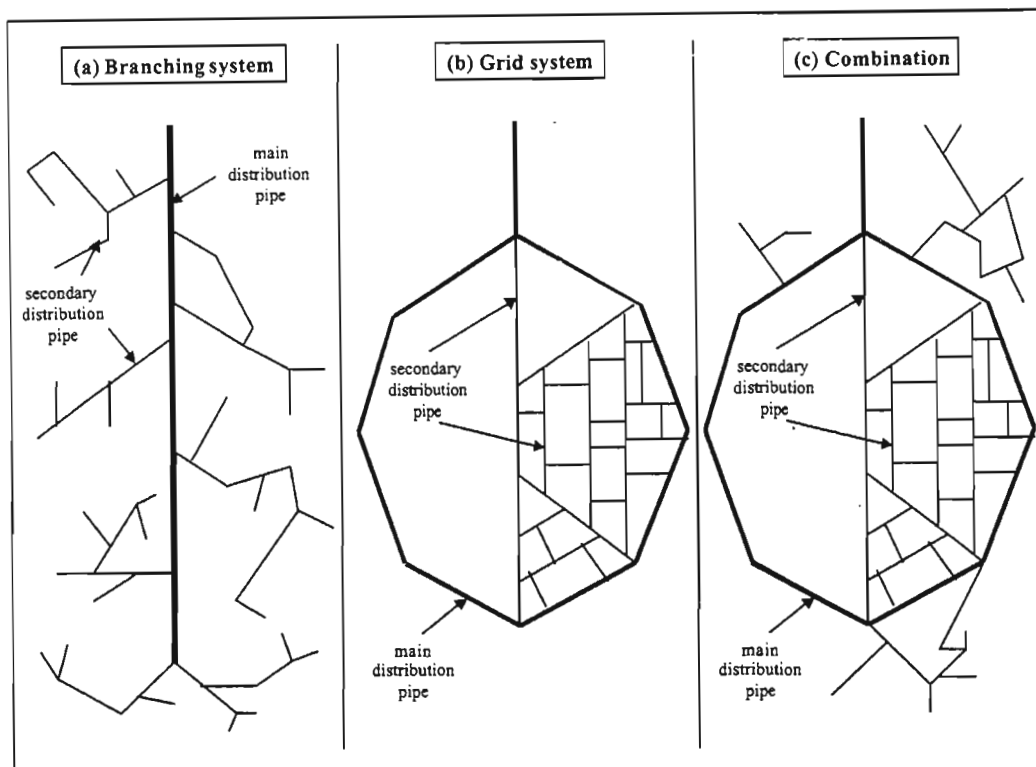 (a) Branching system
main
distribution
pipe
secondary
distribution
pipe
(b) Grid system
secondary
distribution
pipe
main
distribution
pipe
(c) Combination
secondary
distribution
pipe
main
distribution
pipe